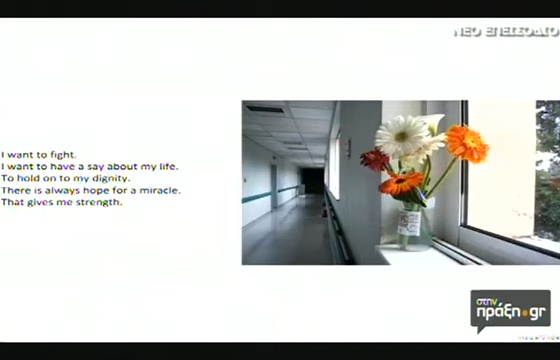 ΝΕΟ ΕΠΕΙΣΟΔΙΟ
I want to fight.
I want to have a say about my life.
To hold on to my dignity.
There is always hope for a miracle.
That gives me strength.
στην
πράξη.gr